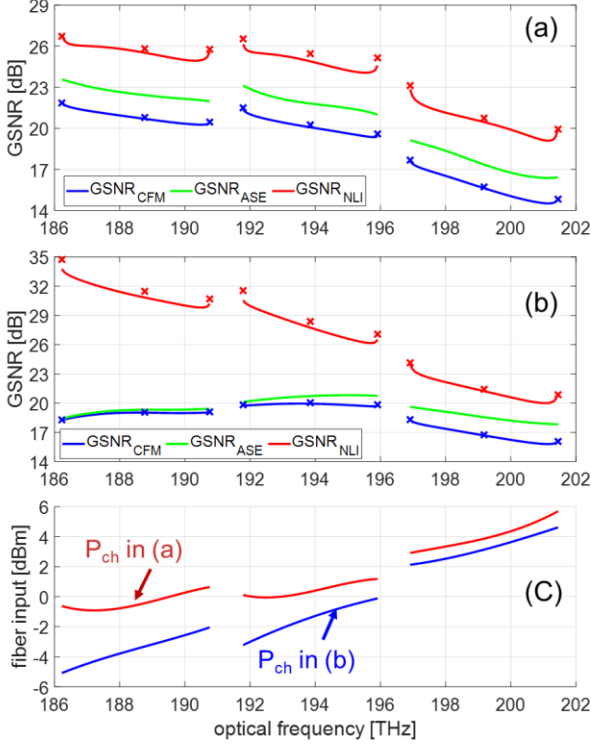 29
26
23
20
17
14
GSNR [dB]
(a)
GSNR_CFM GSNR_ASE GSNR_NLI
186 188 190 192 194 196 198 200 202
35
32
29
26
23
20
17
14
GSNR [dB]
(b)
GSNR_CFM GSNR_ASE GSNR_NLI
186 188 190 192 194 196 198 200 202
6
4
2
0
-2
-4
-6
fiber input [dBm]
P_ch in (a)
(C)
P_ch in (b)
186 188 190 192 194 196 198 200 202
optical frequency [THz]